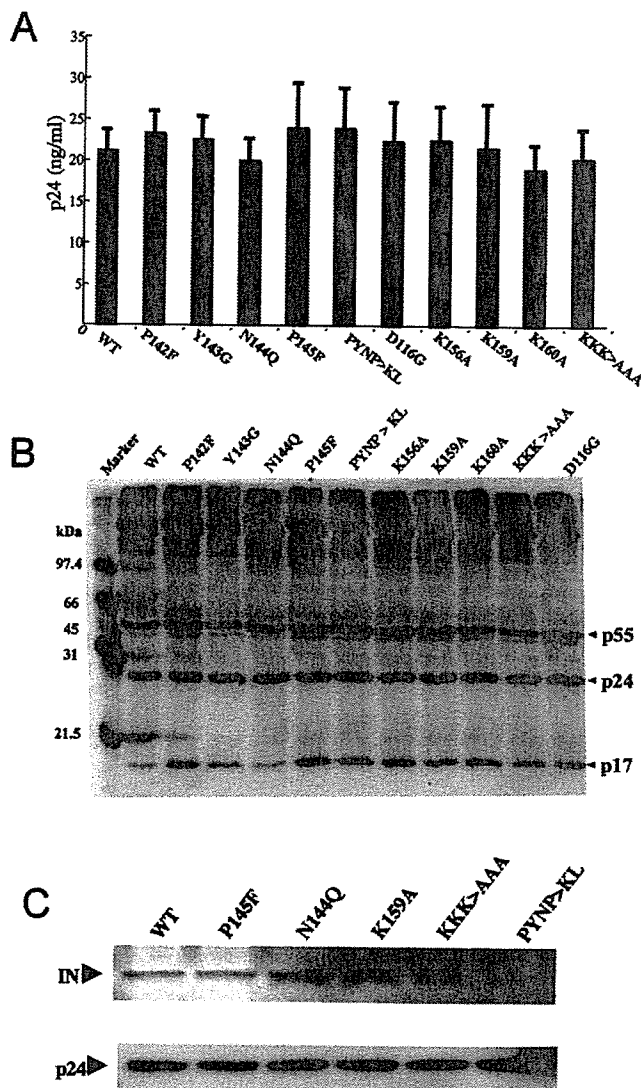 A
35
30
25
20
15
10
5
0
p24 (ng/ml)
WT
P142F
Y143G
N144Q
P145F
PYNP>KL
D116G
K156A
K159A
K160A
KKK>AAA
B
Marker
WT
P142F
Y143G
N144Q
P145F
PYNP > KL
K156A
K159A
K160A
KKK >AAA
D116G
kDa
97.4
66
45
31
21.5
p55
p24
p17
C
WT
P145F
N144Q
K159A
KKK>AAA
PYNP>KL
IN
p24